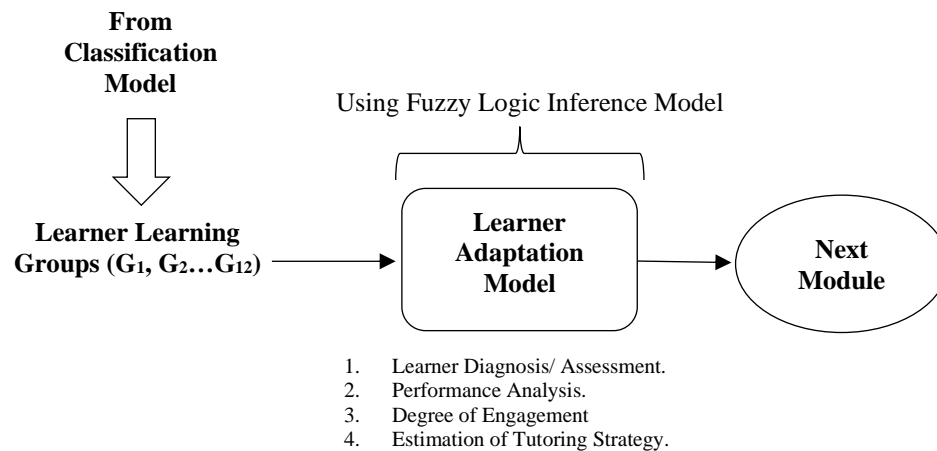 From
Classification
Model
Using Fuzzy Logic Inference Model
Learner Learning
Groups (G₁, G₂…G₁₂)
Learner
Adaptation
Model
Next
Module
1. Learner Diagnosis/ Assessment.
2. Performance Analysis.
3. Degree of Engagement
4. Estimation of Tutoring Strategy.